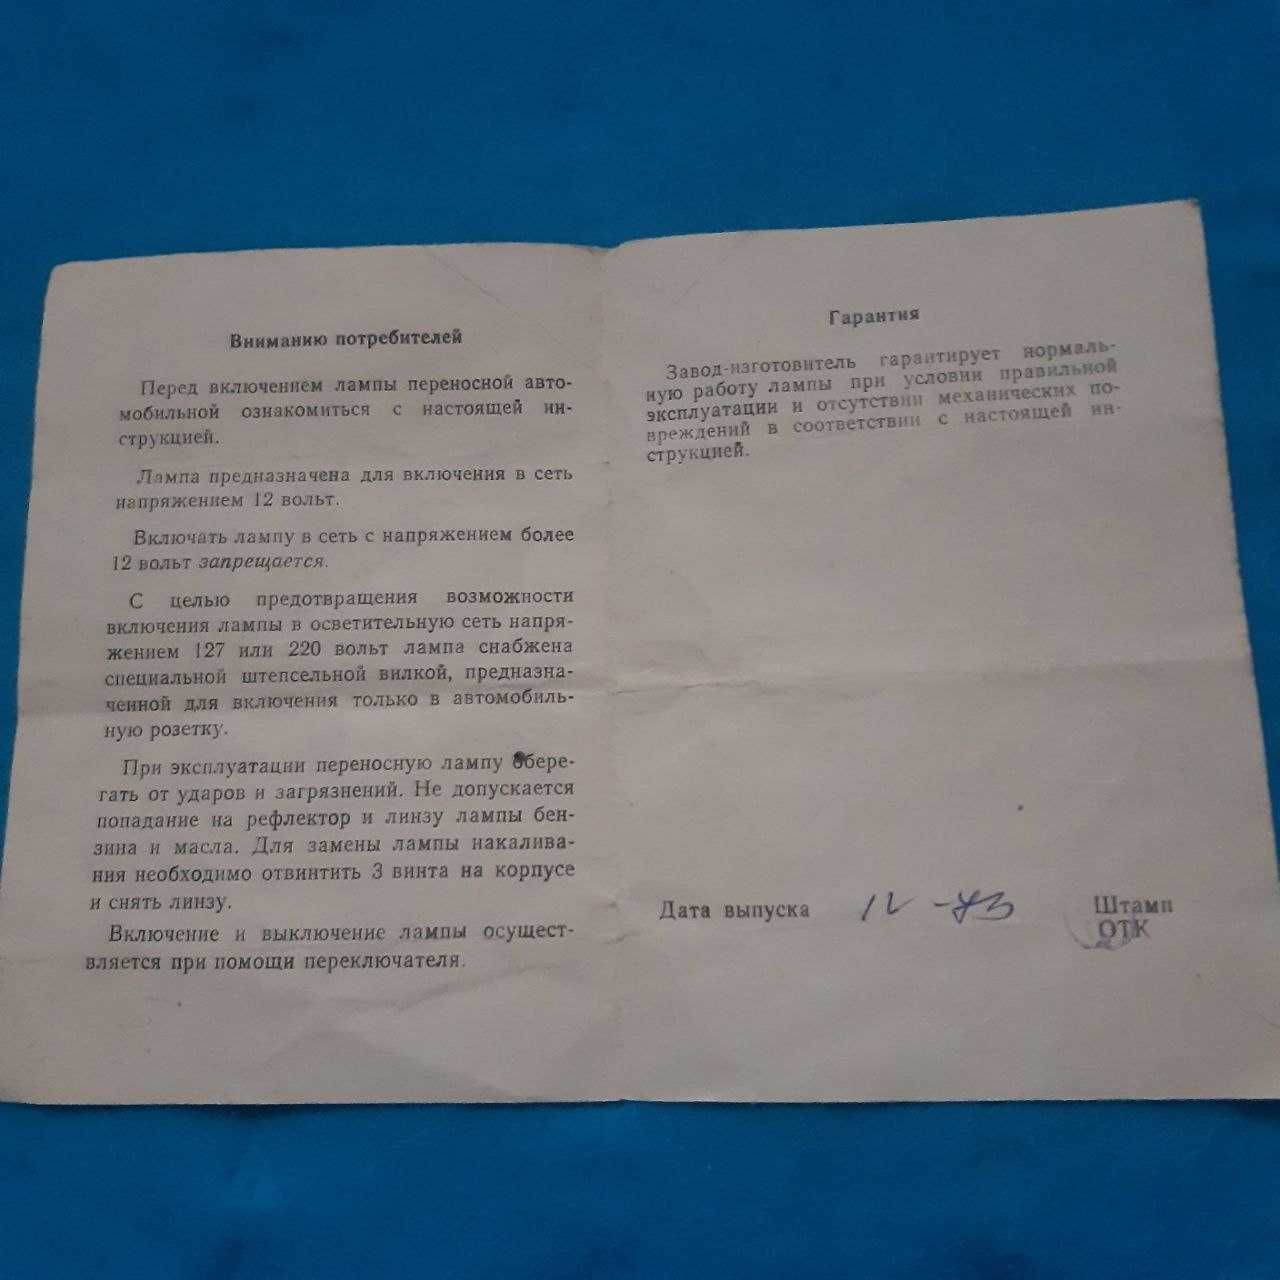 Вниманию потребителей
Перед включением лампы переносной авто-
мобильной ознакомиться с настоящей ин-
струкцией.
Лампа предназначена для включения в сеть
напряжением 12 вольт.
Включать лампу в сеть с напряжением более
12 вольт запрещается.
С целью предотвращения возможности
включения лампы в осветительную сеть напря-
жением 127 или 220 вольт лампа снабжена
специальной штепсельной вилкой, предназна-
ченной для включения только в автомобиль-
ную розетку.
При эксплуатации переносную лампу обере-
гать от ударов и загрязнений. Не допускается
попадание на рефлектор и линзу лампы бен-
зина и масла. Для замены лампы накалива-
ния необходимо отвинтить 3 винта на корпусе
и снять линзу.
Включение и выключение лампы осущест-
вляется при помощи переключателя.
Гарантия
Завод-изготовитель гарантирует нормаль-
ную работу лампы при условии правильной
эксплуатации и отсутствии механических по-
вреждений в соответствии с настоящей ин-
струкцией.
Дата выпуска
Штамп
ОТК